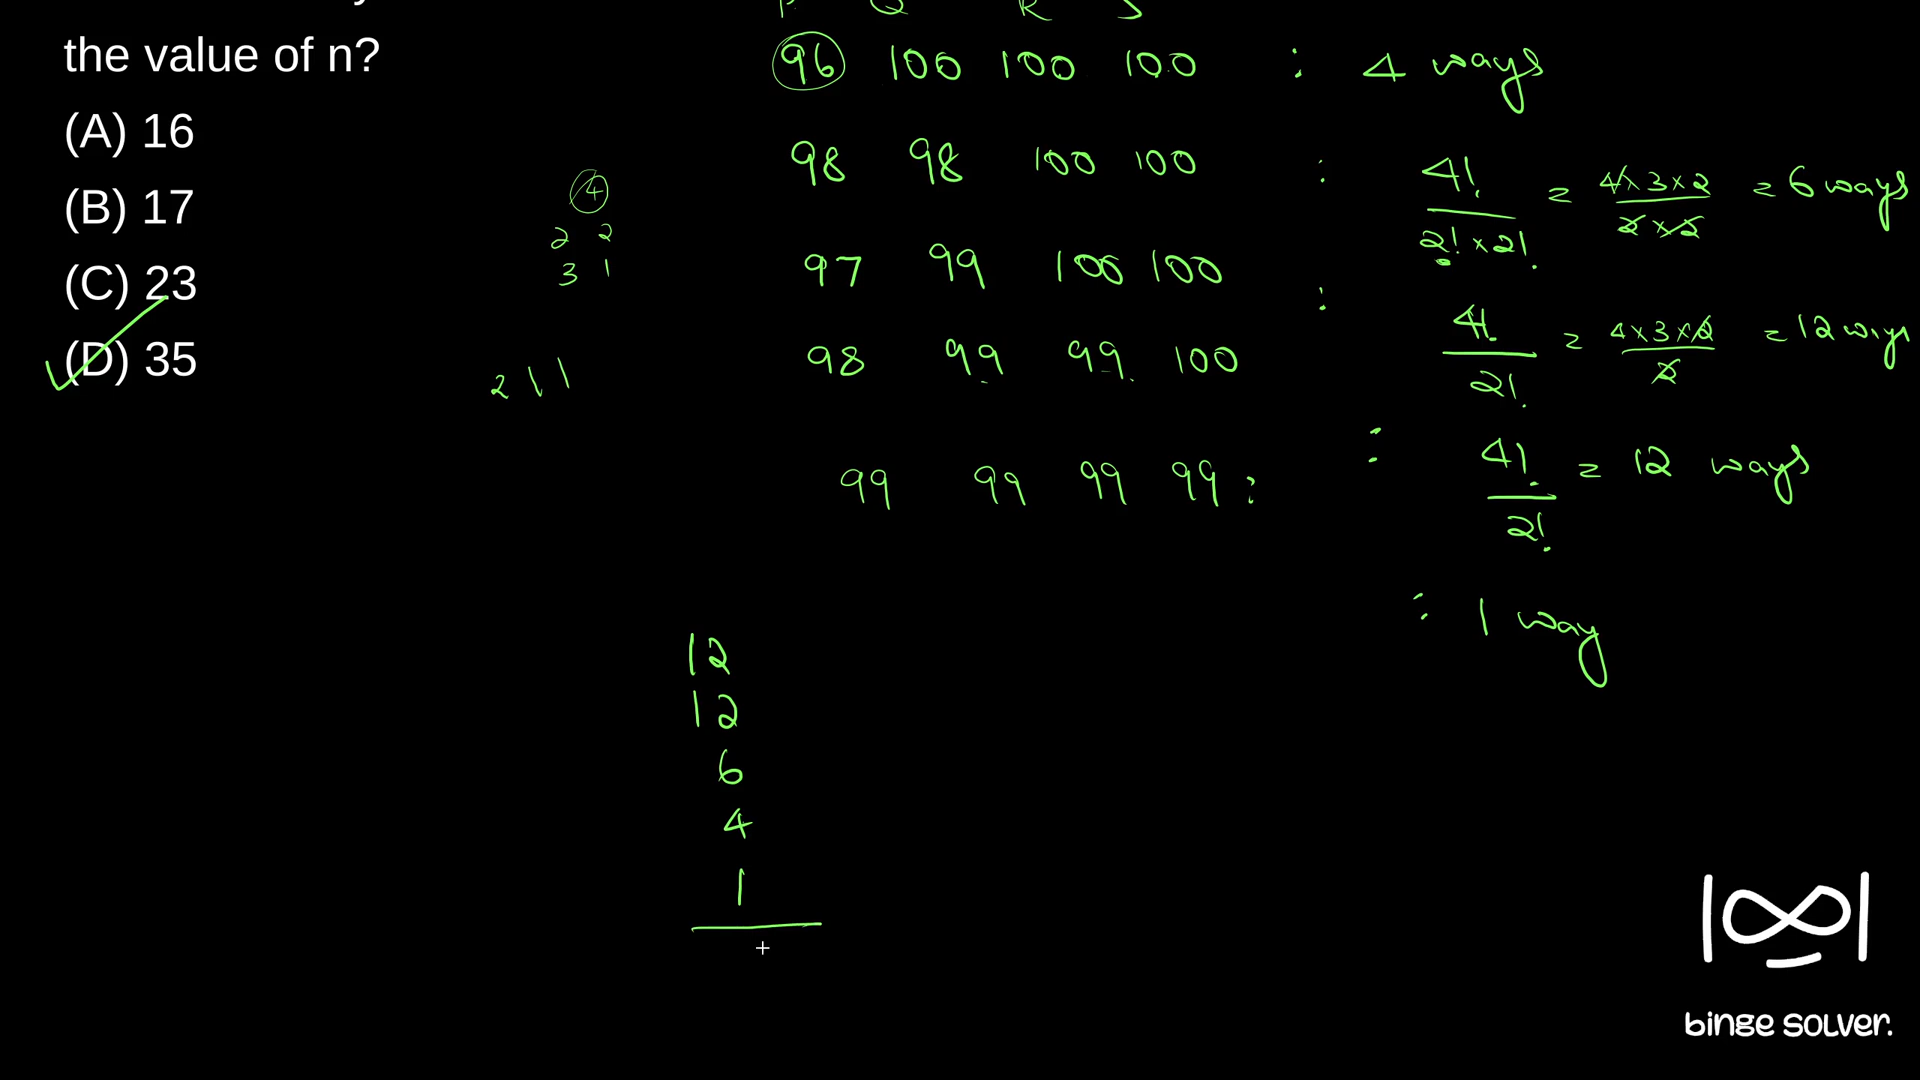 the value of n?
(A) 16
(B) 17
(C) 23
(D) 35
96 100 100 100 : 4 ways
98 98 100 100 : 4! / 2! x 2! = 4 x 3 x 2 / 2 x 2 = 6 ways
97 99 100 100 : 4! / 2! = 4 x 3 x 2 / 2 = 12 ways
98 99 99 100 : 4! / 2! = 12 ways
99 99 99 99 : : 1 way
4
2 2
3 1
2 1 1
12
12
6
4
1
binge solver.